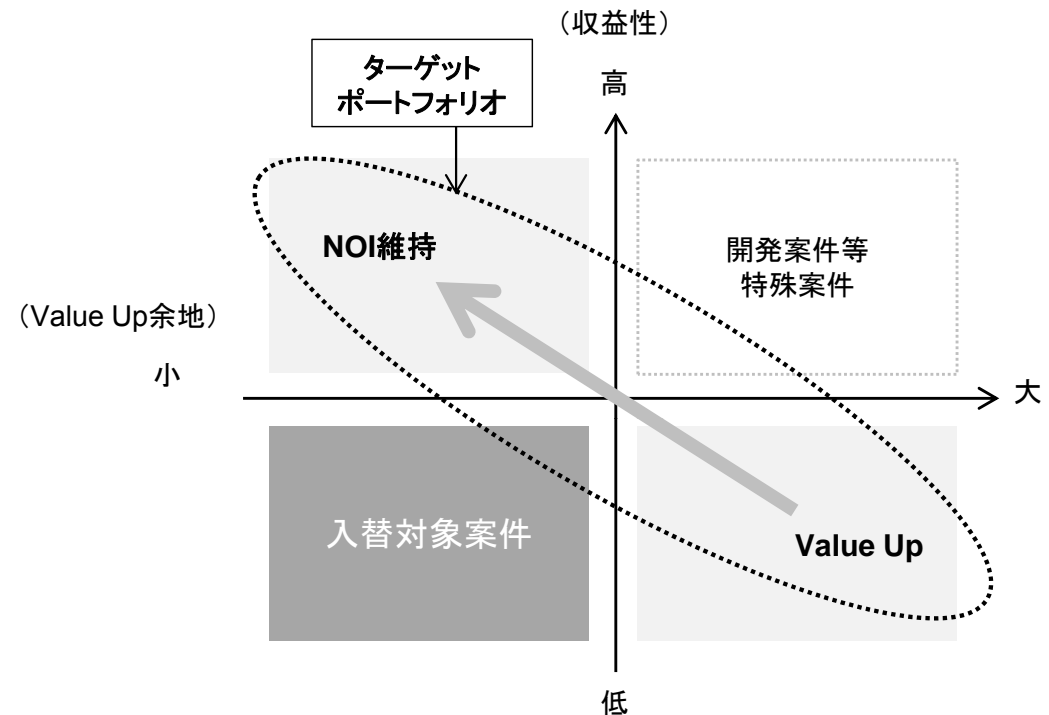 （収益性）
ターゲット
ポートフォリオ
高
NOI維持
開発案件等
特殊案件
（Value Up余地）
小
大
入替対象案件
Value Up
低